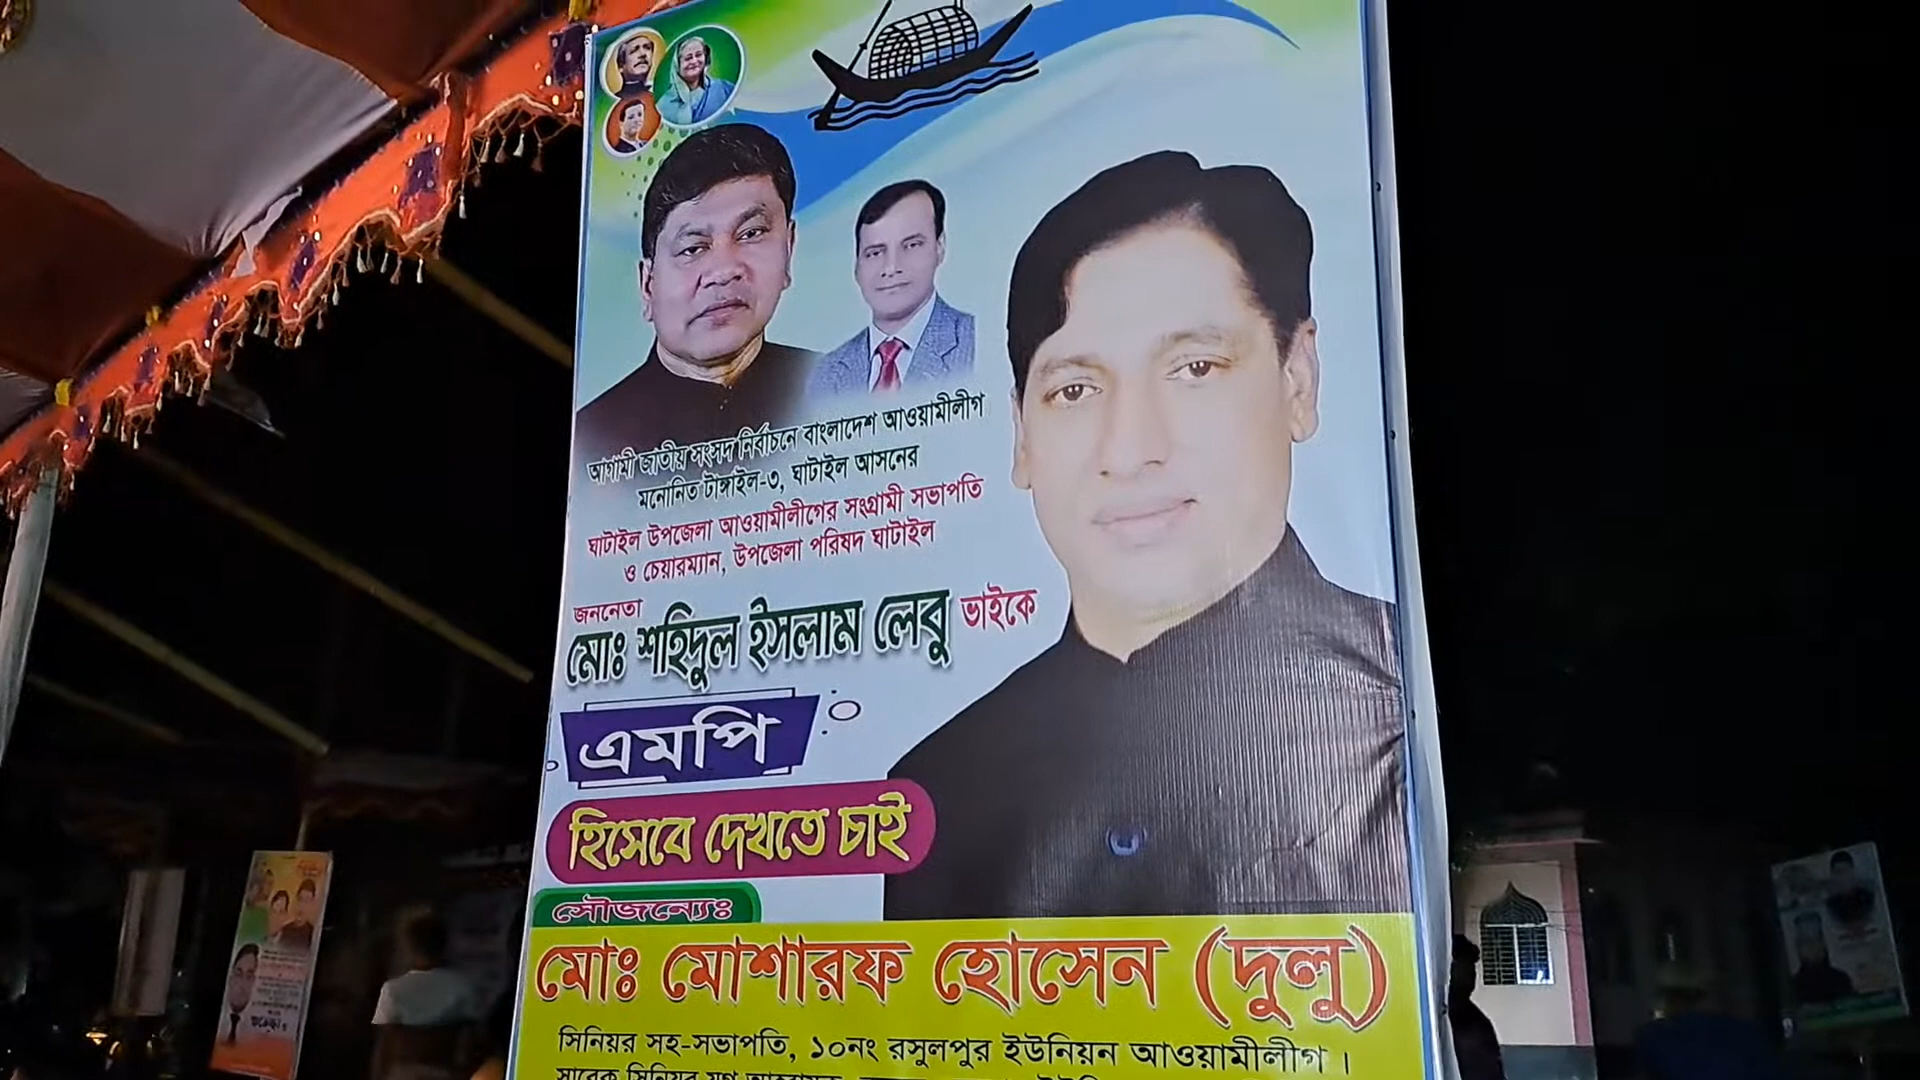 আগামী জাতীয় সংসদ নির্বাচনে বাংলাদেশ আওয়ামীলীগ
মনোনিত টাঙ্গাইল-৩, ঘাটাইল আসনের
ঘাটাইল উপজেলা আওয়ামীলীগের সংগ্রামী সভাপতি
ও চেয়ারম্যান, উপজেলা পরিষদ ঘাটাইল
জননেতা
মোঃ শহিদুল ইসলাম লেবু ভাইকে
এমপি
হিসেবে দেখতে চাই
সৌজন্যেঃ
মোঃ মোশারফ হোসেন (দুলু)
সিনিয়র সহ-সভাপতি, ১০নং রসুলপুর ইউনিয়ন আওয়ামীলীগ।
সাবেক সিনিয়র